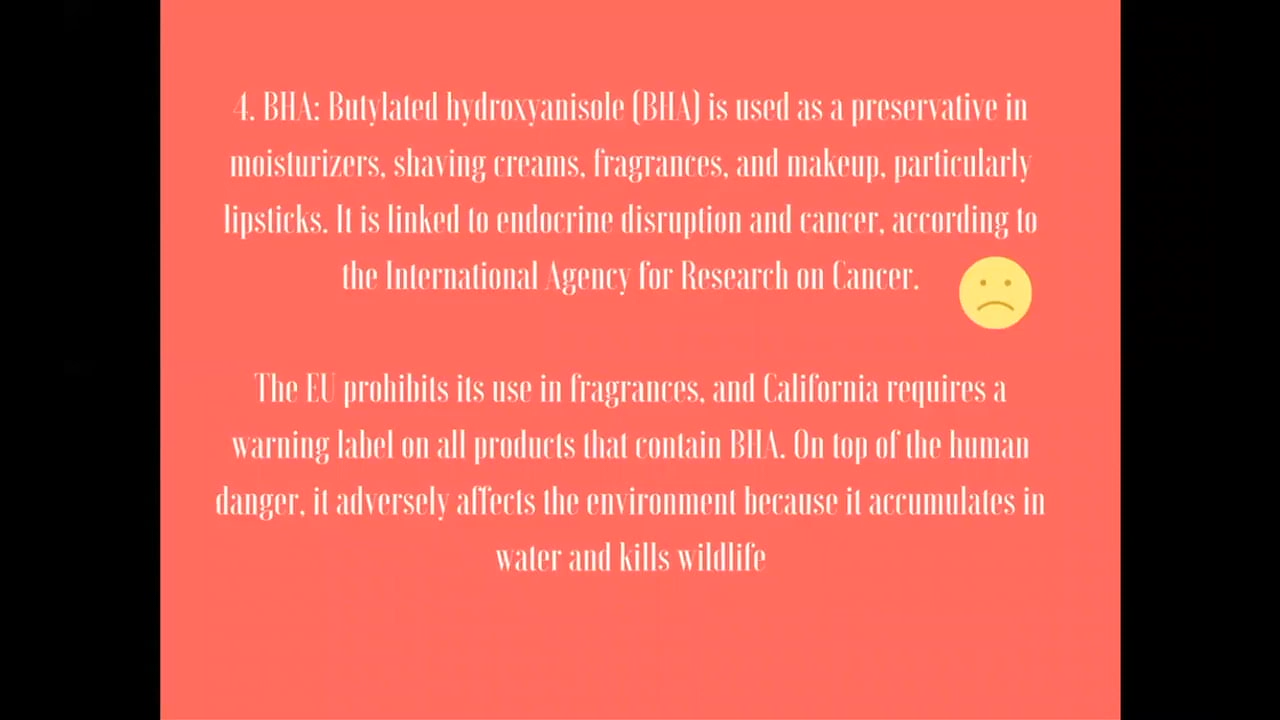 4. BHA: Butylated hydroxyanisole (BHA) is used as a preservative in
moisturizers, shaving creams, fragrances, and makeup, particularly
lipsticks. It is linked to endocrine disruption and cancer, according to
the International Agency for Research on Cancer.
The EU prohibits its use in fragrances, and California requires a
warning label on all products that contain BHA. On top of the human
danger, it adversely affects the environment because it accumulates in
water and kills wildlife